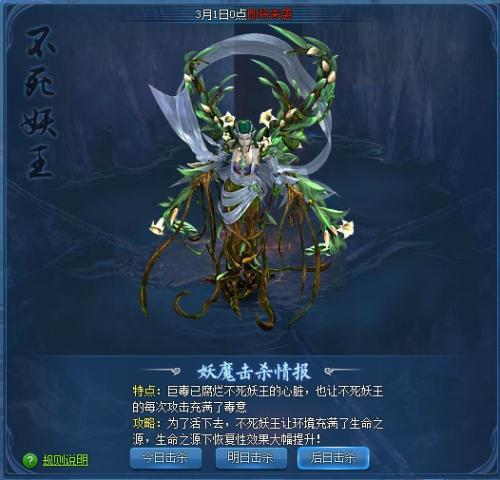 3月1日0点即将来袭
不死妖王
妖魔击杀情报
特点：巨毒已腐烂不死妖王的心脏，也让不死妖王
的每次攻击充满了毒意
攻略：为了活下去，不死妖王让环境充满了生命之
源，生命之源下恢复性效果大幅提升！
? 规则说明
今日击杀 明日击杀 后日击杀